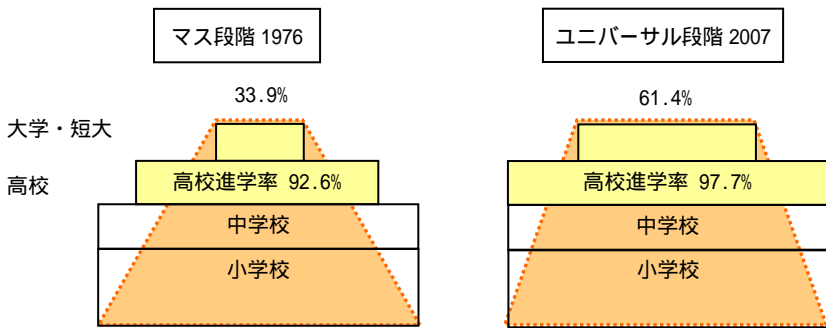 マス段階 1976
ユニバーサル段階 2007
33.9%
61.4%
大学・短大
高校
高校進学率 92.6%
高校進学率 97.7%
中学校
中学校
小学校
小学校